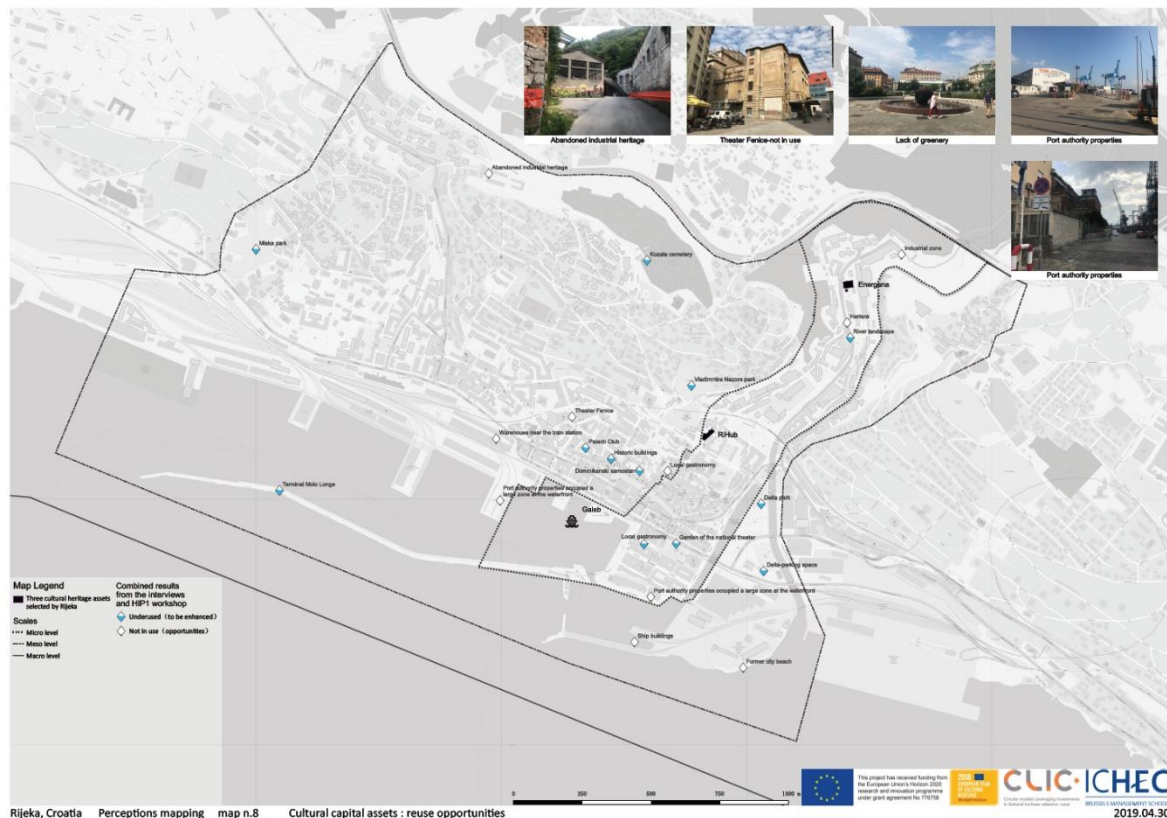 Abandoned industrial heritage
Theater Fenice-not in use
Lack of greenery
Port authority properties
Port authority properties
Abandoned industrial heritage
Mlaka park
Kozala cemetery
Industrial zone
Energana
Hartera
River landscape
Vladimmira Nazora park
Theater Fenice
Warehouse near the train station
RiHub
Palach Club
Historic buildings
Dominikanski samostan
Local gastronomy
Terminal Molo Longo
Port authority properties occupied a
large zone at the waterfront
Galeb
Delta park
Local gastronomy
Garden of the national theater
Delta-parking space
Port authority properties occupied a large zone at the waterfront
Ship buildings
Former city beach
Map Legend
Three cultural heritage assets
selected by Rijeka
Scales
Micro level
Meso level
Macro level
Combined results
from the interviews
and HIP1 workshop
Underused (to be enhanced)
Not in use (opportunities)
0 350 500 750 1000 m
This project has received funding from
the European Union's Horizon 2020
research and innovation programme
under grant agreement No 776758
2018
EUROPEAN YEAR
OF CULTURAL
HERITAGE
CLIC
ICHEC
BRUSSELS MANAGEMENT SCHOOL
Rijeka, Croatia Perceptions mapping map n.8 Cultural capital assets : reuse opportunities
2019.04.30